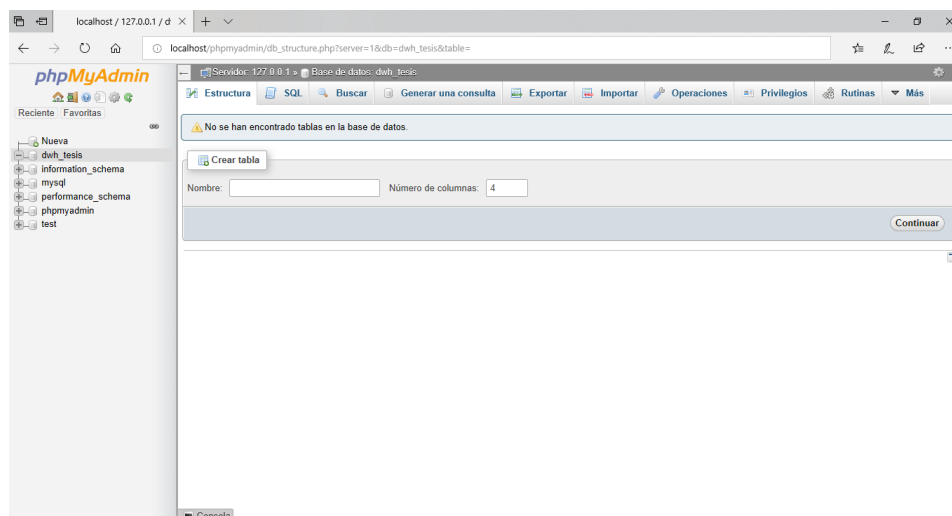 localhost / 127.0.0.1 / d
localhost/phpmyadmin/db_structure.php?server=1&db=dwh_tesis&table=
phpMyAdmin
Reciente Favoritas
Nueva
dwh_tesis
information_schema
mysql
performance_schema
phpmyadmin
test
Servidor: 127.0.0.1 » Base de datos: dwh_tesis
Estructura SQL Buscar Generar una consulta Exportar Importar Operaciones Privilegios Rutinas Más
No se han encontrado tablas en la base de datos.
Crear tabla
Nombre: Número de columnas: 4
Continuar
Consola